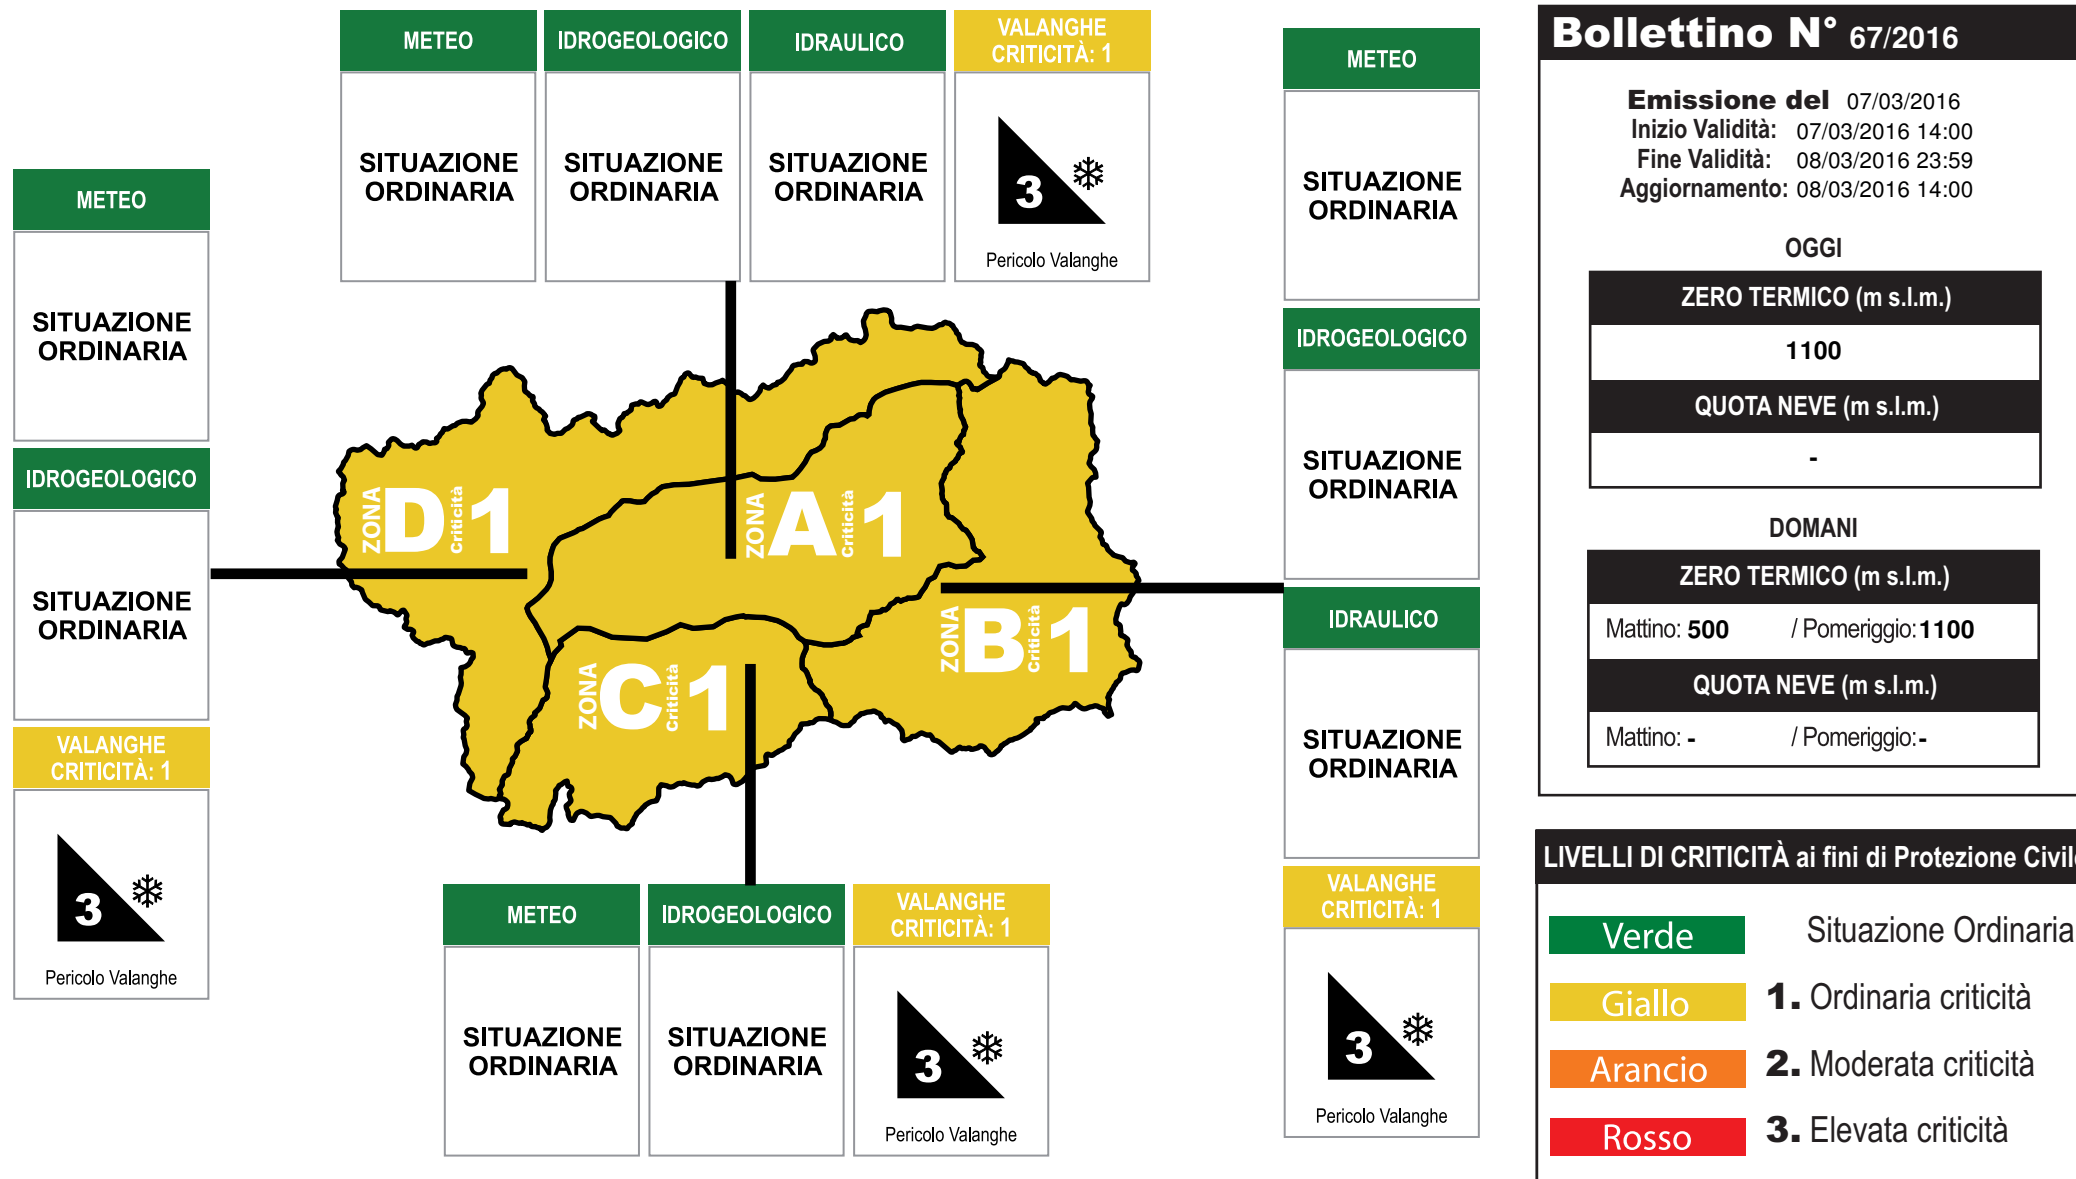 METEO
IDROGEOLOGICO
IDRAULICO
VALANGHE
CRITICITÀ: 1
SITUAZIONE
ORDINARIA
SITUAZIONE
ORDINARIA
SITUAZIONE
ORDINARIA
3
Pericolo Valanghe
METEO
SITUAZIONE
ORDINARIA
IDROGEOLOGICO
SITUAZIONE
ORDINARIA
VALANGHE
CRITICITÀ: 1
3
Pericolo Valanghe
ZONA D Criticità 1
ZONA A Criticità 1
ZONA B Criticità 1
ZONA C Criticità 1
METEO
IDROGEOLOGICO
VALANGHE
CRITICITÀ: 1
SITUAZIONE
ORDINARIA
SITUAZIONE
ORDINARIA
3
Pericolo Valanghe
METEO
SITUAZIONE
ORDINARIA
IDROGEOLOGICO
SITUAZIONE
ORDINARIA
IDRAULICO
SITUAZIONE
ORDINARIA
VALANGHE
CRITICITÀ: 1
3
Pericolo Valanghe
Bollettino N° 67/2016
Emissione del 07/03/2016
Inizio Validità: 07/03/2016 14:00
Fine Validità: 08/03/2016 23:59
Aggiornamento: 08/03/2016 14:00
OGGI
ZERO TERMICO (m s.l.m.)
1100
QUOTA NEVE (m s.l.m.)
-
DOMANI
ZERO TERMICO (m s.l.m.)
Mattino: 500 / Pomeriggio: 1100
QUOTA NEVE (m s.l.m.)
Mattino: - / Pomeriggio: -
LIVELLI DI CRITICITÀ ai fini di Protezione Civile
Verde Situazione Ordinaria
Giallo 1. Ordinaria criticità
Arancio 2. Moderata criticità
Rosso 3. Elevata criticità